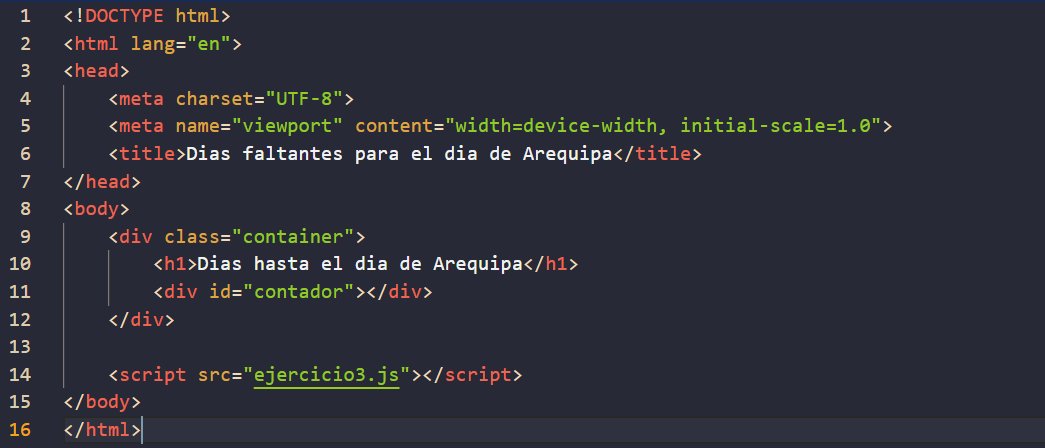 1 <!DOCTYPE html>
2 <html lang="en">
3 <head>
4     <meta charset="UTF-8">
5     <meta name="viewport" content="width=device-width, initial-scale=1.0">
6     <title>Dias faltantes para el dia de Arequipa</title>
7 </head>
8 <body>
9     <div class="container">
10         <h1>Dias hasta el dia de Arequipa</h1>
11         <div id="contador"></div>
12     </div>
13
14     <script src="ejercicio3.js"></script>
15 </body>
16 </html>